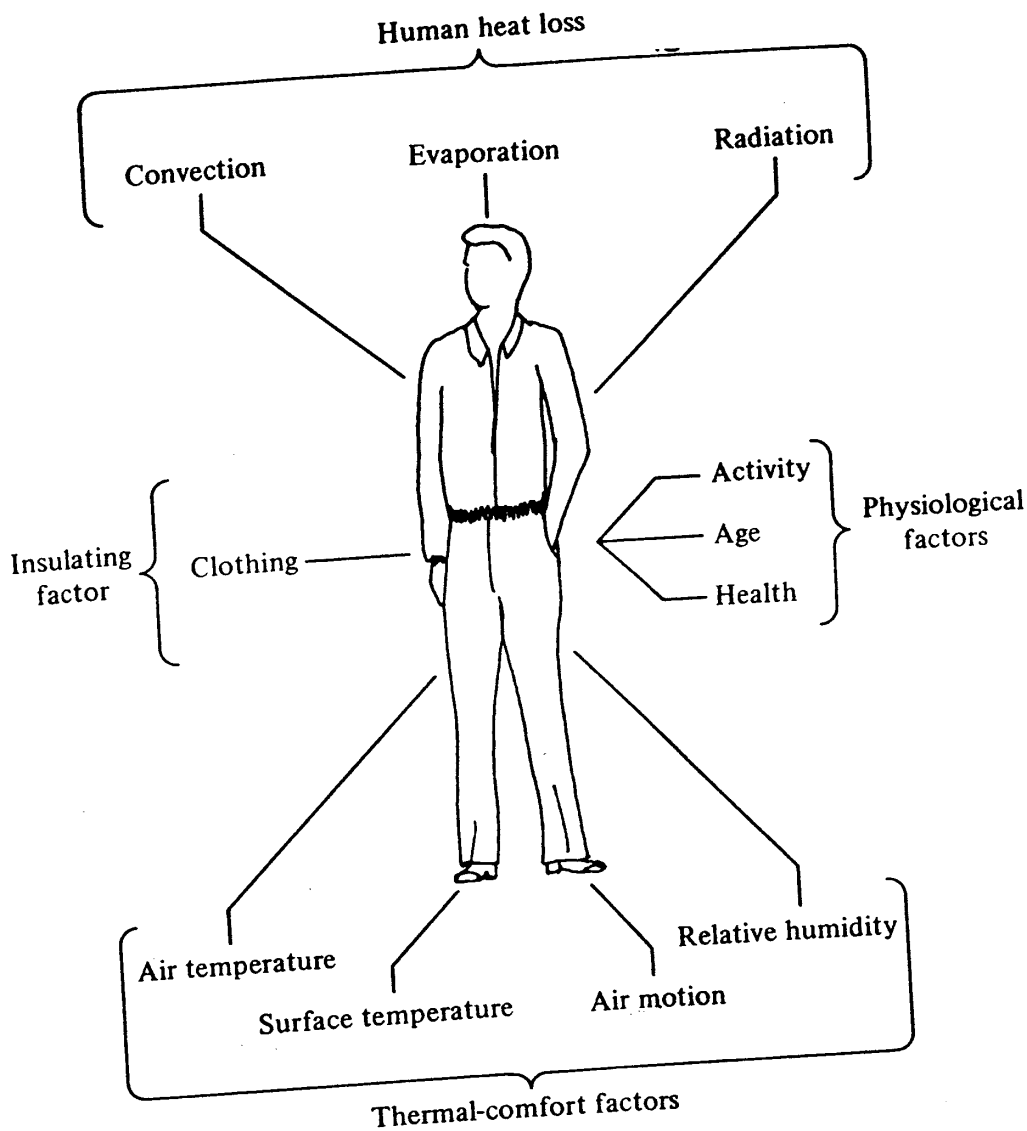 Human heat loss
Convection
Evaporation
Radiation
Insulating
factor
Clothing
Activity
Age
Health
Physiological
factors
Air temperature
Surface temperature
Air motion
Relative humidity
Thermal-comfort factors